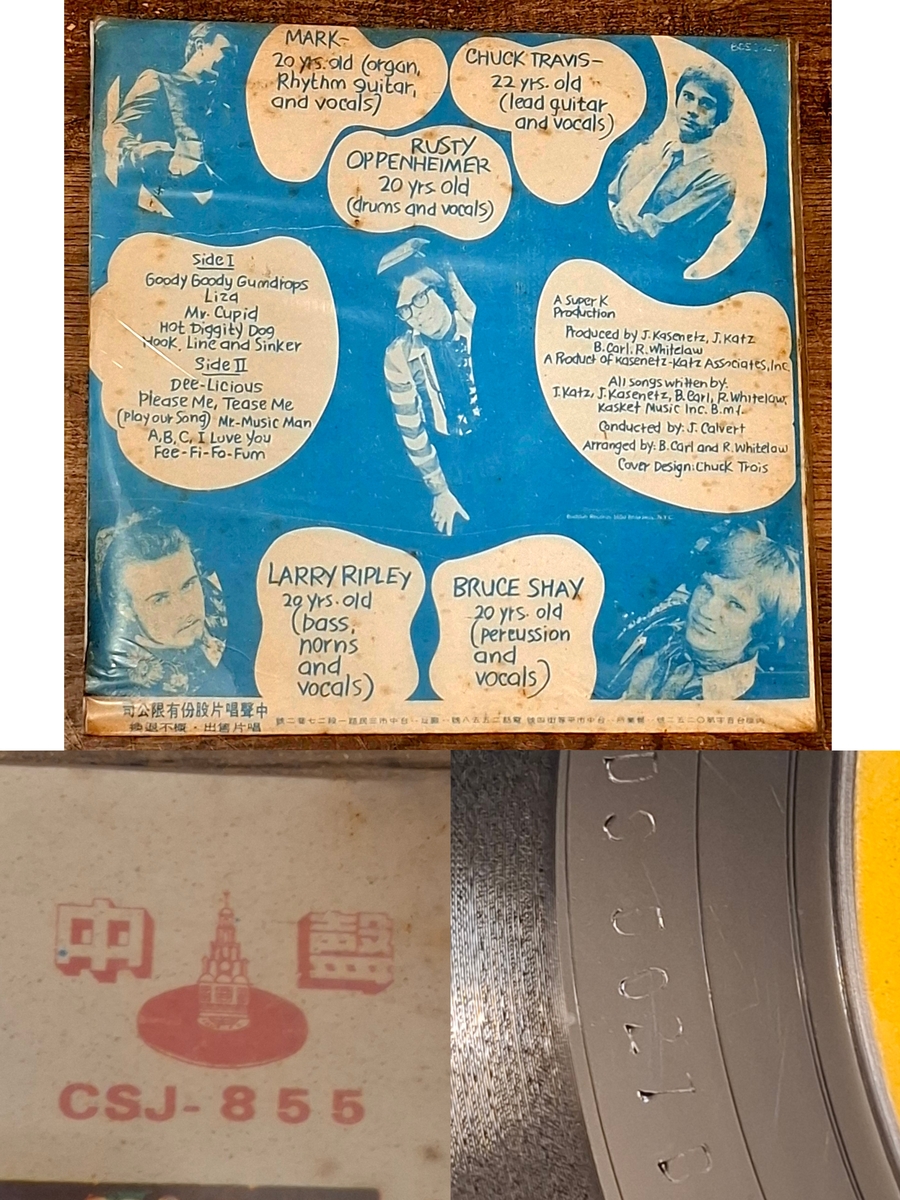 MARK-
20 yrs. old (organ,
Rhythm guitar,
and vocals)
CHUCK TRAVIS-
22 yrs. old
(lead guitar
and vocals)
RUSTY
OPPENHEIMER
20 yrs. old
(drums and vocals)
Side I
Goody Goody Gumdrops
Liza
Mr. Cupid
Hot Diggity Dog
Hook, Line and Sinker
Side II
Dee-Licious
Please Me, Tease Me
(Play our Song) Mr. Music Man
A,B,C, I Love You
Fee-Fi-Fo-Fum
A Super K
Production
Produced by J. Kasenetz, J. Katz
B. Carl, R. Whitelaw
A Product of Kasenetz-Katz Associates, Inc.
All songs written by:
J. Katz, J. Kasenetz, B. Carl, R. Whitelaw,
Kasket Music Inc. B.m.i.
Conducted by: J. Calvert
Arranged by: B. Carl and R. Whitelaw
Cover Design: Chuck Trois
LARRY RIPLEY
20 yrs. old
(bass,
horns
and
vocals)
BRUCE SHAY
20 yrs. old
(percussion
and
vocals)
司公限有份股片唱聲中
換退不概·出售片唱
中聲
CSJ-855